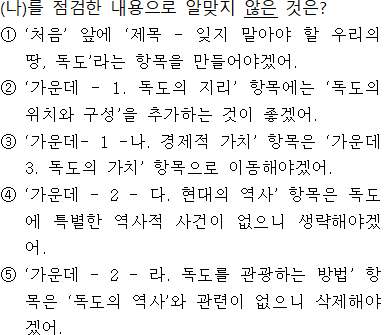 (나)를 점검한 내용으로 알맞지 않은 것은?
① ‘처음’ 앞에 ‘제목 - 잊지 말아야 할 우리의
땅, 독도’라는 항목을 만들어야겠어.
② ‘가운데 - 1. 독도의 지리’ 항목에는 ‘독도의
위치와 구성’을 추가하는 것이 좋겠어.
③ ‘가운데- 1 -나. 경제적 가치’ 항목은 ‘가운데
3. 독도의 가치’ 항목으로 이동해야겠어.
④ ‘가운데 - 2 - 다. 현대의 역사’ 항목은 독도
에 특별한 역사적 사건이 없으니 생략해야겠
어.
⑤ ‘가운데 - 2 - 라. 독도를 관광하는 방법’ 항
목은 ‘독도의 역사’와 관련이 없으니 삭제해야
겠어.